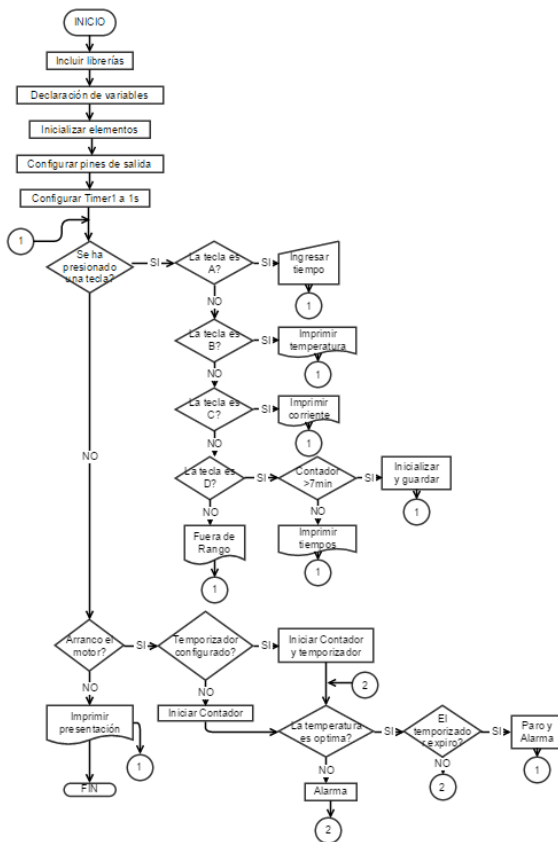 INICIO
Incluir librerías
Declaración de variables
Inicializar elementos
Configurar pines de salida
Configurar Timer1 a 1s
1
Se ha
presionado
una tecla?
SI
La tecla es
A?
SI
Ingresar
tiempo
1
NO
La tecla es
B?
SI
Imprimir
temperatura
1
NO
La tecla es
C?
SI
Imprimir
corriente
1
NO
La tecla es
D?
SI
Contador
>7min
SI
Inicializar
y guardar
1
NO
Imprimir
tiempos
1
NO
Fuera de
Rango
1
NO
Arranco el
motor?
SI
Temporizador
configurado?
SI
Iniciar Contador
y temporizador
2
NO
Iniciar Contador
La temperatura
es optima?
SI
El
temporizado
r expiro?
SI
Paro y
Alarma
1
NO
2
NO
Alarma
2
NO
Imprimir
presentación
1
FIN